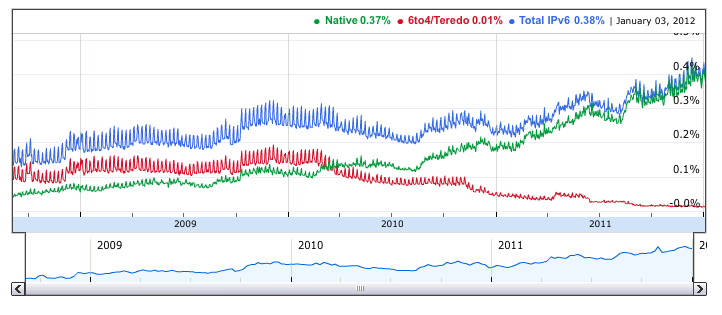 ● Native 0.37% ● 6to4/Teredo 0.01% ● Total IPv6 0.38% | January 03, 2012
0.4%
0.3%
0.2%
0.1%
-0.0%
2009 2010 2011
2009 2010 2011